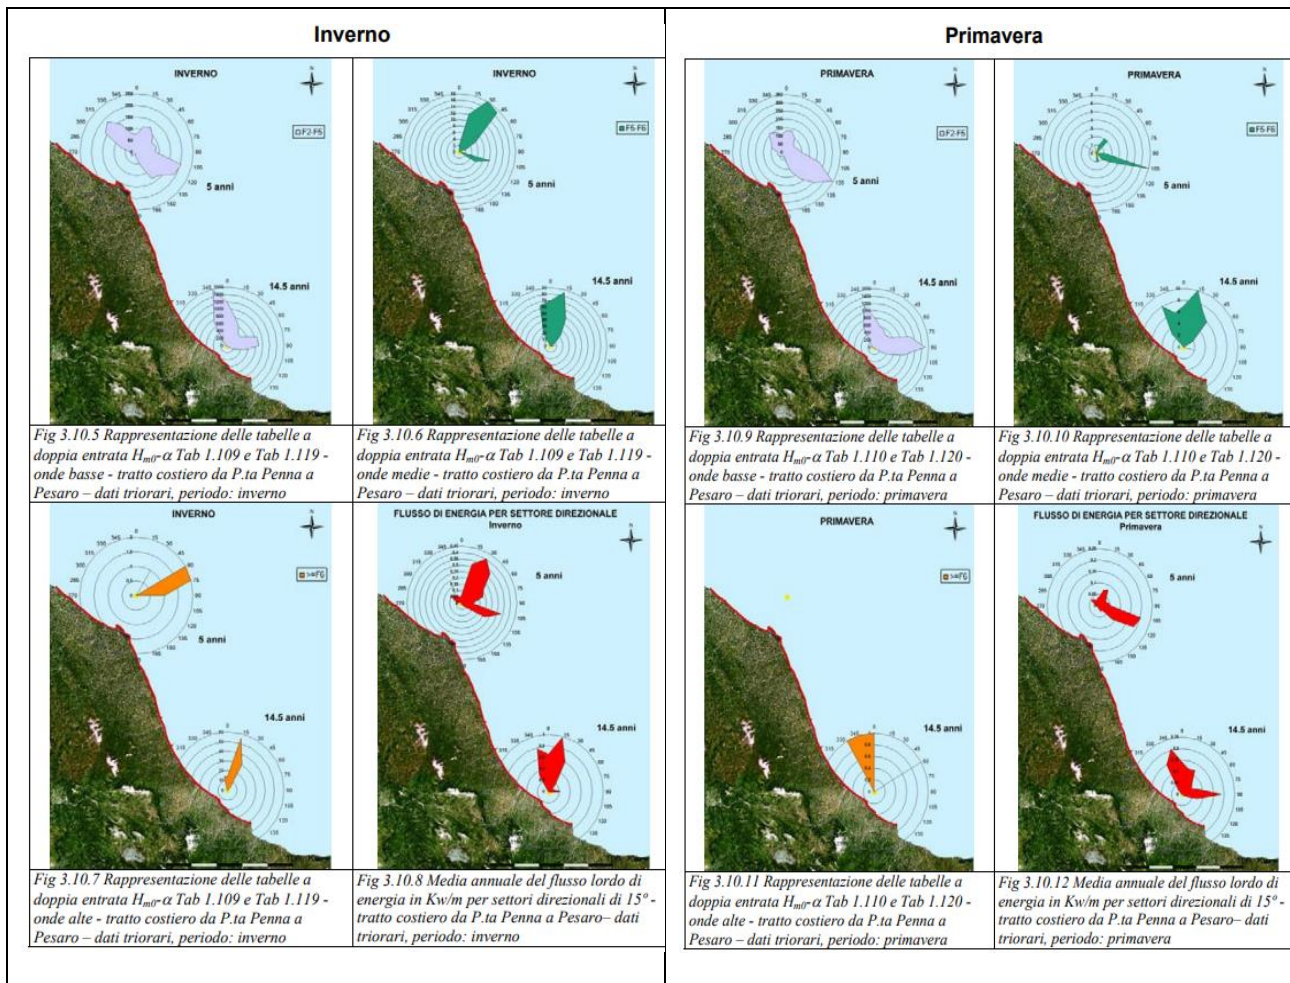 Inverno
Primavera
INVERNO
N
F2-F5
5 anni
14.5 anni
INVERNO
N
F5-F6
5 anni
14.5 anni
PRIMAVERA
N
F2-F5
5 anni
14.5 anni
PRIMAVERA
N
F5-F6
5 anni
14.5 anni
Fig 3.10.5 Rappresentazione delle tabelle a
doppia entrata Hm0-α Tab 1.109 e Tab 1.119 -
onde basse - tratto costiero da P.ta Penna a
Pesaro – dati triorari, periodo: inverno
Fig 3.10.6 Rappresentazione delle tabelle a
doppia entrata Hm0-α Tab 1.109 e Tab 1.119 -
onde medie - tratto costiero da P.ta Penna a
Pesaro – dati triorari, periodo: inverno
Fig 3.10.9 Rappresentazione delle tabelle a
doppia entrata Hm0-α Tab 1.110 e Tab 1.120-
onde basse - tratto costiero da P.ta Penna a
Pesaro – dati triorari, periodo: primavera
Fig 3.10.10 Rappresentazione delle tabelle a
doppia entrata Hm0-α Tab 1.110 e Tab 1.120-
onde medie - tratto costiero da P.ta Penna a
Pesaro – dati triorari, periodo: primavera
INVERNO
N
>=F6
5 anni
14.5 anni
FLUSSO DI ENERGIA PER SETTORE DIREZIONALE
Inverno
N
5 anni
14.5 anni
PRIMAVERA
N
>=F6
14.5 anni
FLUSSO DI ENERGIA PER SETTORE DIREZIONALE
Primavera
N
5 anni
14.5 anni
Fig 3.10.7 Rappresentazione delle tabelle a
doppia entrata Hm0-α Tab 1.109 e Tab 1.119 -
onde alte - tratto costiero da P.ta Penna a
Pesaro – dati triorari, periodo: inverno
Fig 3.10.8 Media annuale del flusso lordo di
energia in Kw/m per settori direzionali di 15° -
tratto costiero da P.ta Penna a Pesaro– dati
triorari, periodo: inverno
Fig 3.10.11 Rappresentazione delle tabelle a
doppia entrata Hm0-α Tab 1.110 e Tab 1.120 -
onde alte - tratto costiero da P.ta Penna a
Pesaro – dati triorari, periodo: primavera
Fig 3.10.12 Media annuale del flusso lordo di
energia in Kw/m per settori direzionali di 15° -
tratto costiero da P.ta Penna a Pesaro– dati
triorari, periodo: primavera